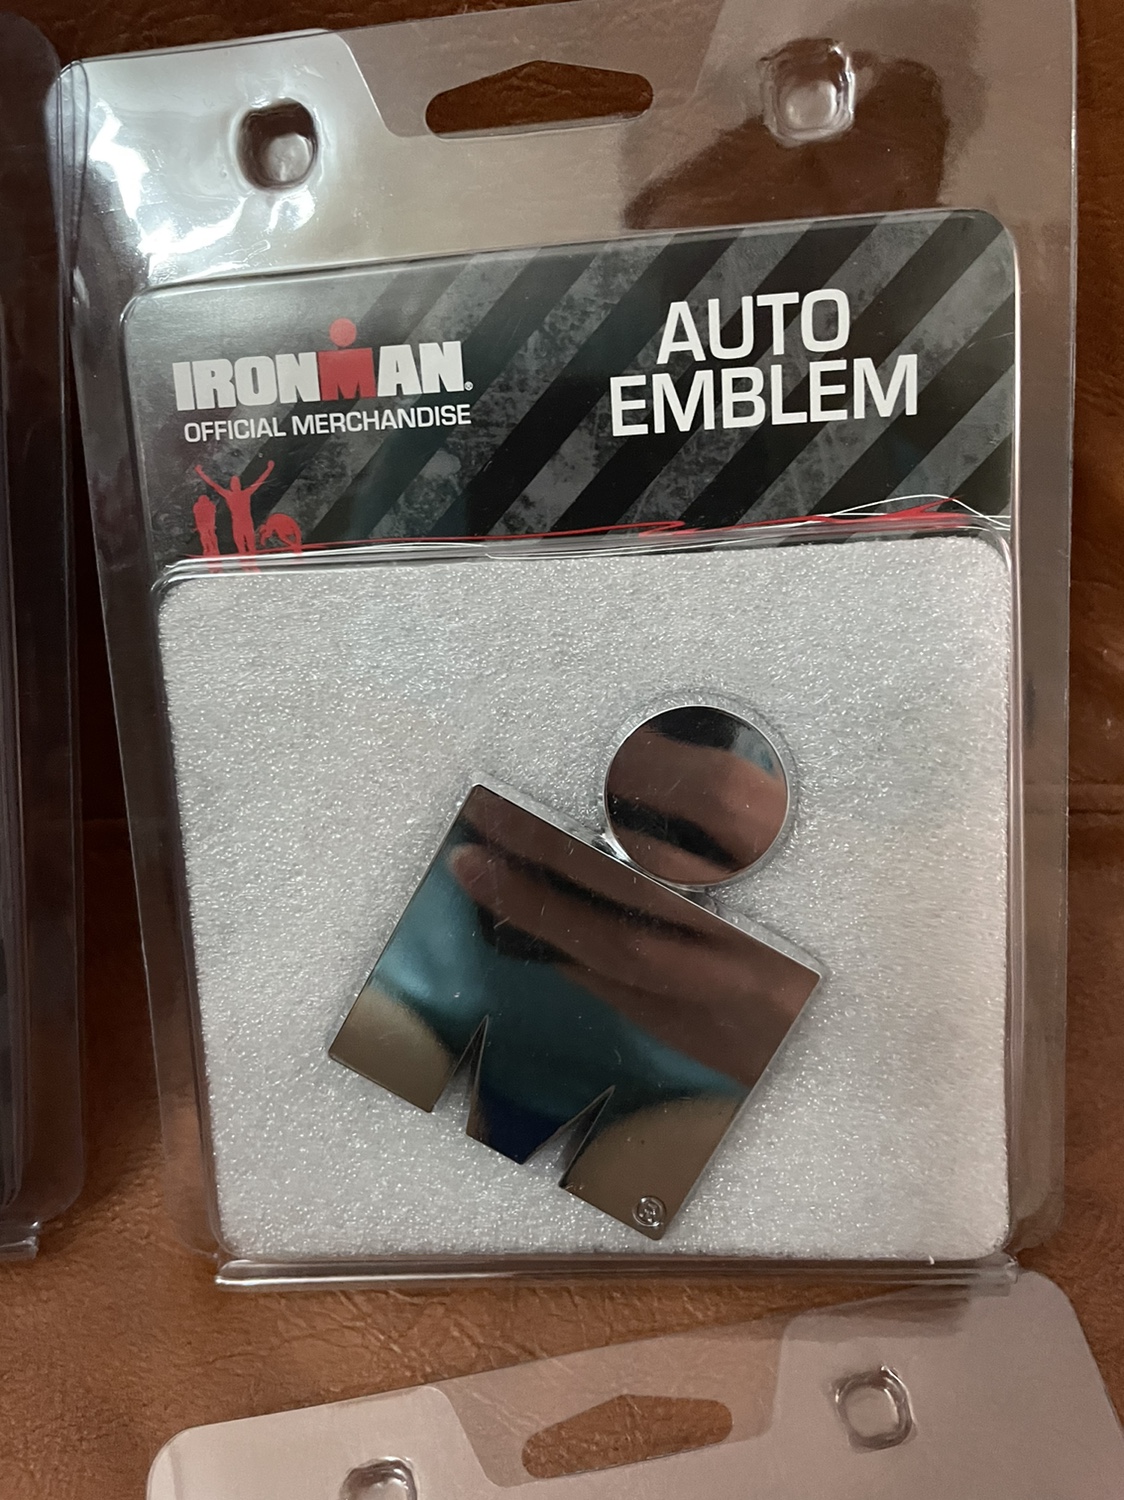 IRONMAN®
OFFICIAL MERCHANDISE
AUTO
EMBLEM
®